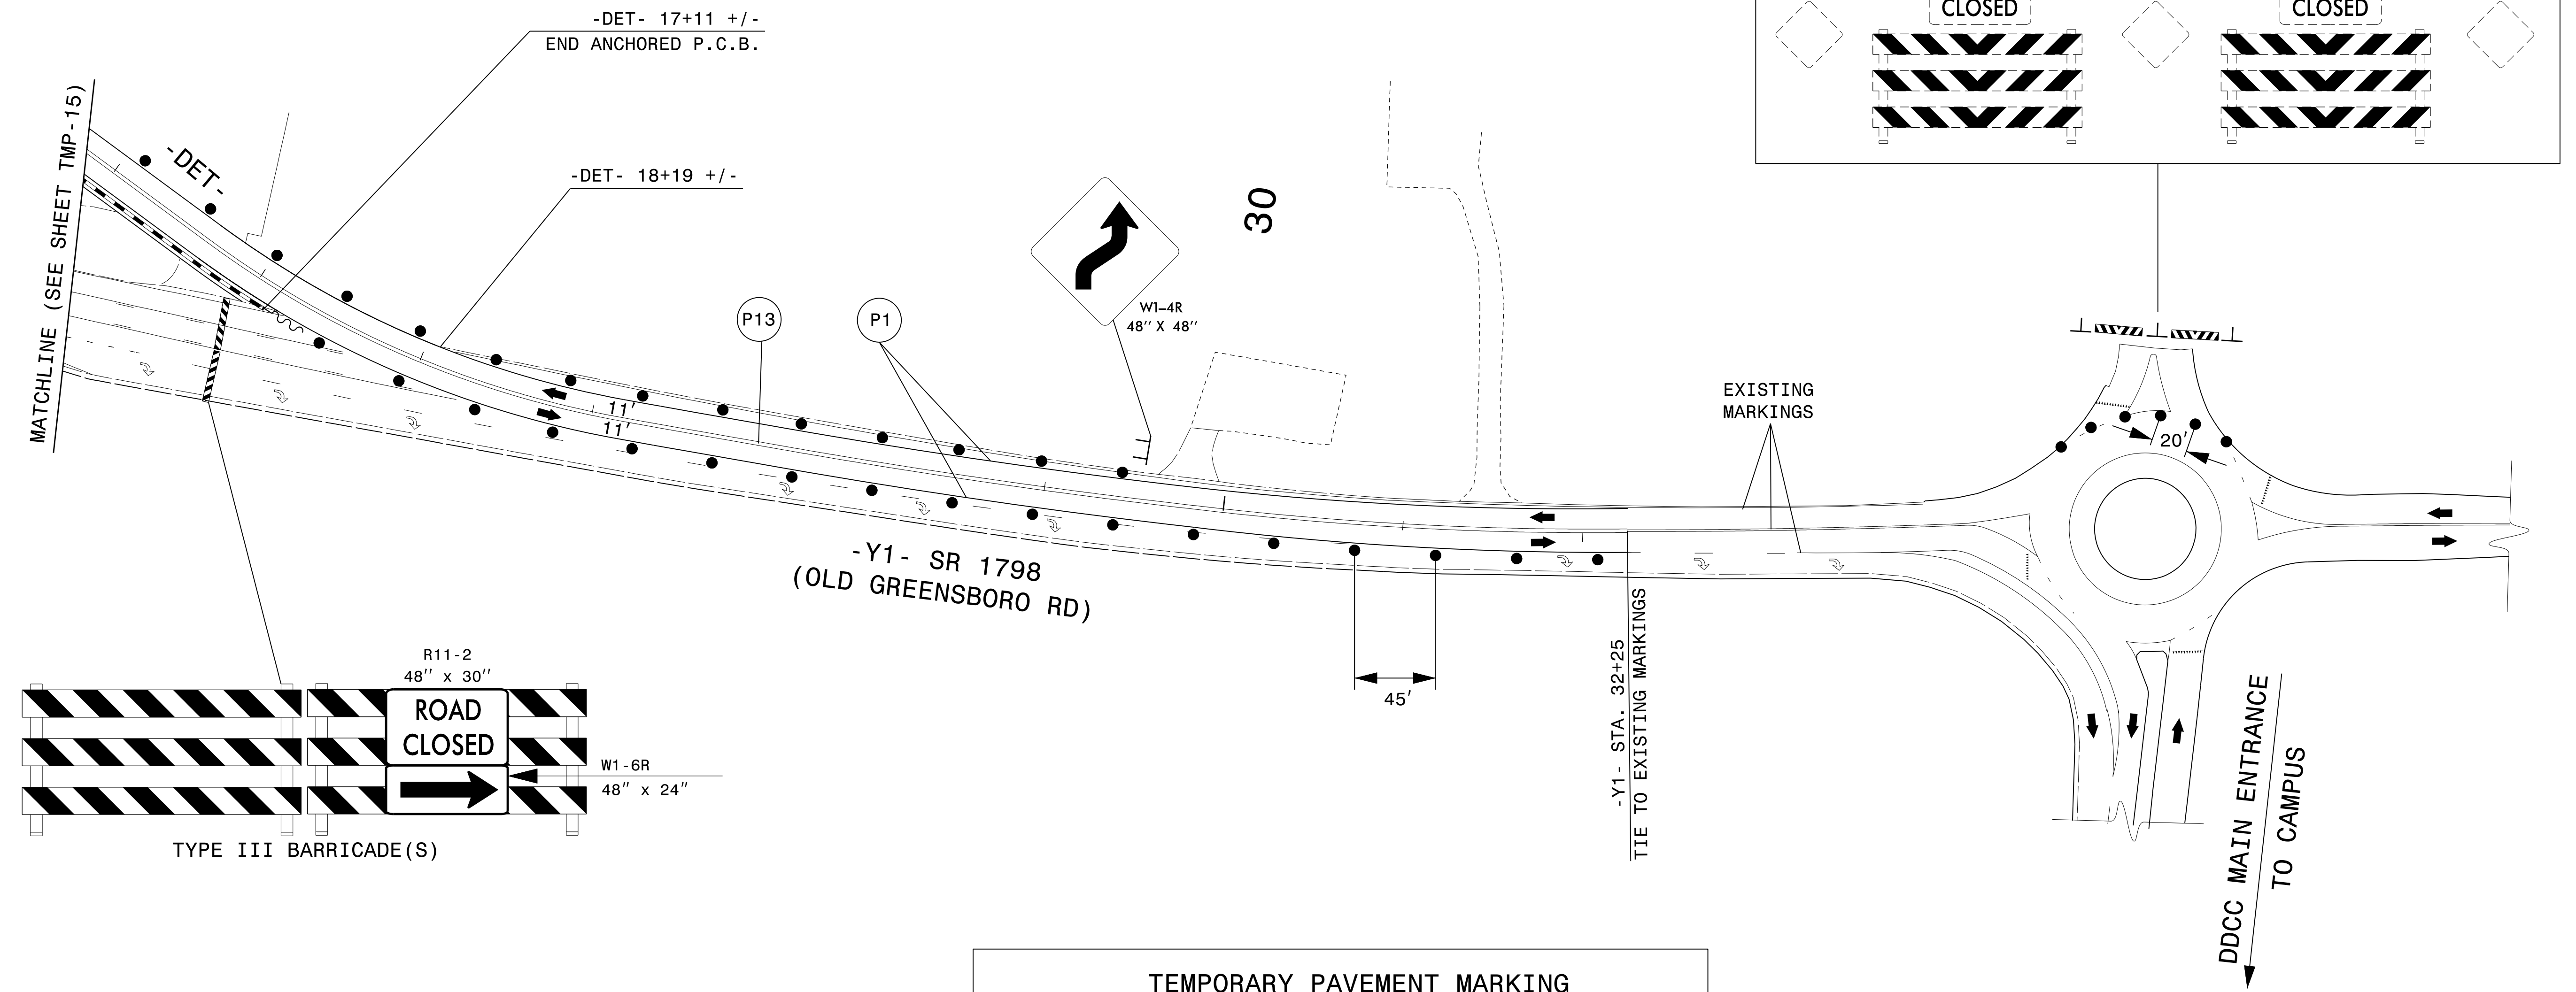 -DET- 17+11 +/-
END ANCHORED P.C.B.
CLOSED
CLOSED
MATCHLINE (SEE SHEET TMP-15)
-DET-
-DET- 18+19 +/-
30
W1-4R
48" X 48"
P13
P1
11'
11'
EXISTING
MARKINGS
20'
-Y1- SR 1798
(OLD GREENSBORO RD)
45'
-Y1- STA. 32+25
TIE TO EXISTING MARKINGS
R11-2
48" x 30"
ROAD
CLOSED
W1-6R
48" x 24"
TYPE III BARRICADE(S)
DDCC MAIN ENTRANCE
TO CAMPUS
TEMPORARY PAVEMENT MARKING